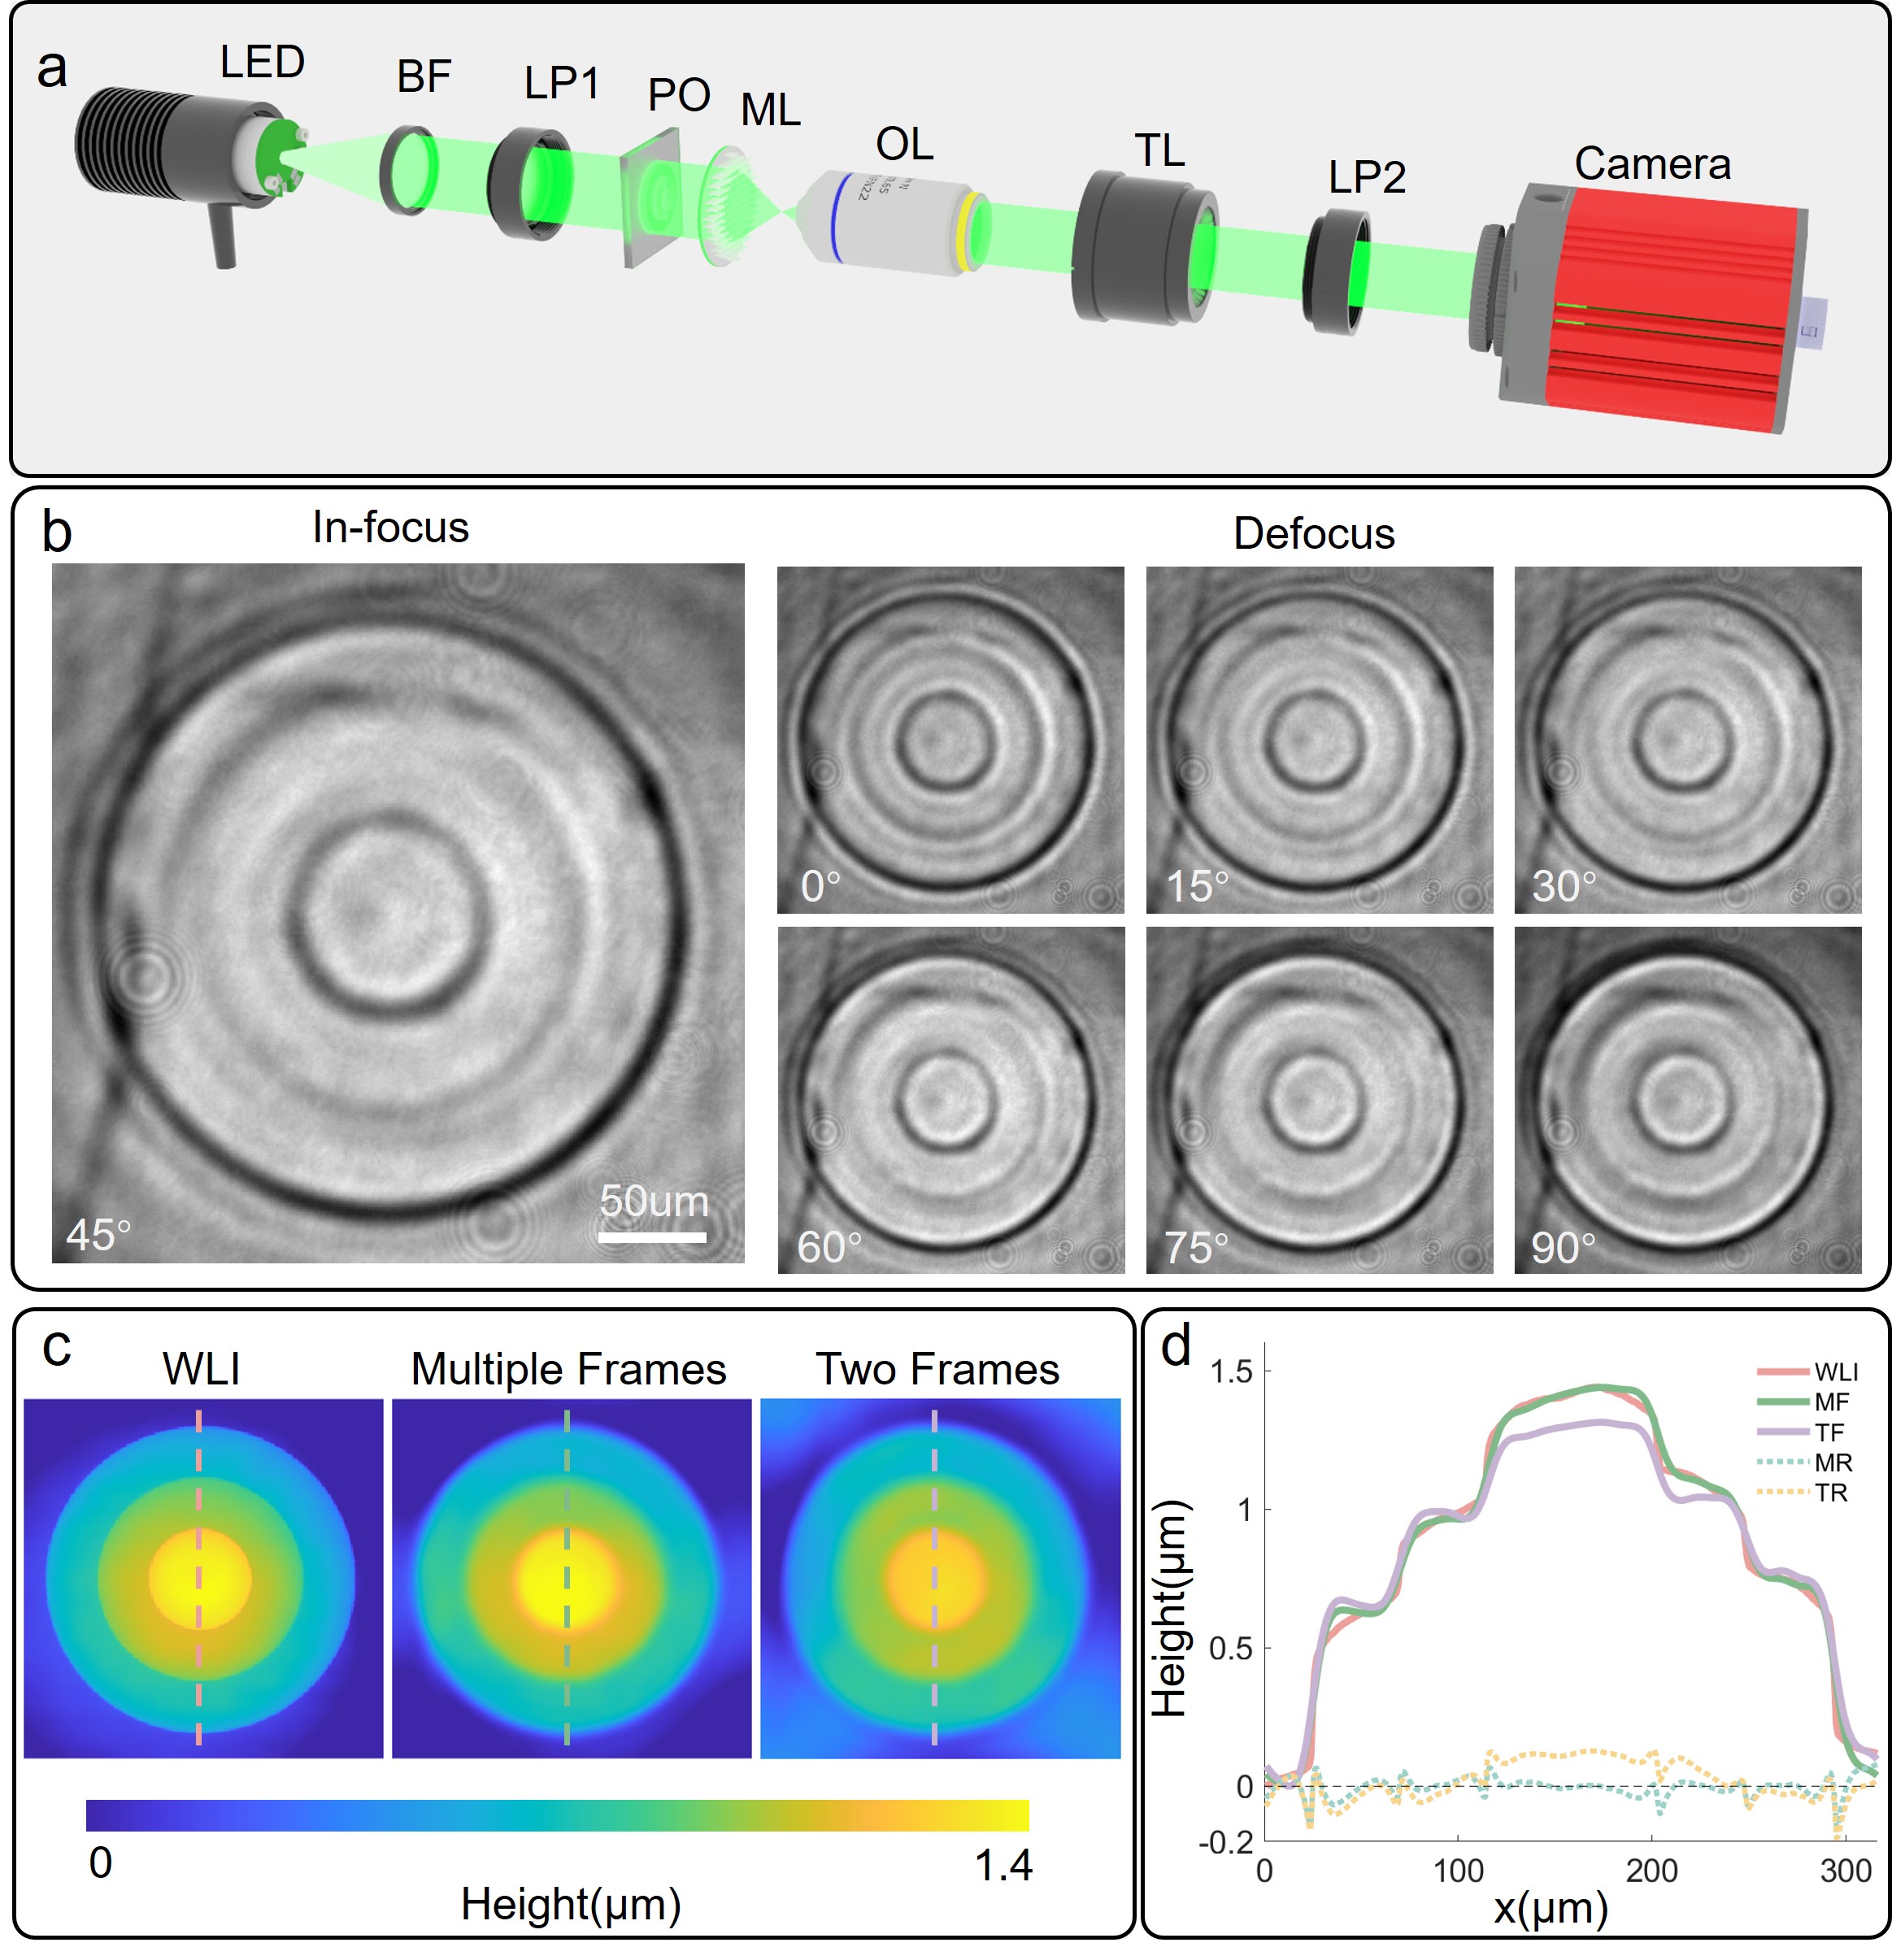 a
LED
BF
LP1
PO
ML
OL
TL
LP2
Camera
FN22
b
In-focus
Defocus
45°
50um
0°
15°
30°
60°
75°
90°
c
WLI
Multiple Frames
Two Frames
0
1.4
Height(μm)
d
1.5
1
0.5
0
-0.2
Height(μm)
0
100
200
300
x(μm)
WLI
MF
TF
MR
TR